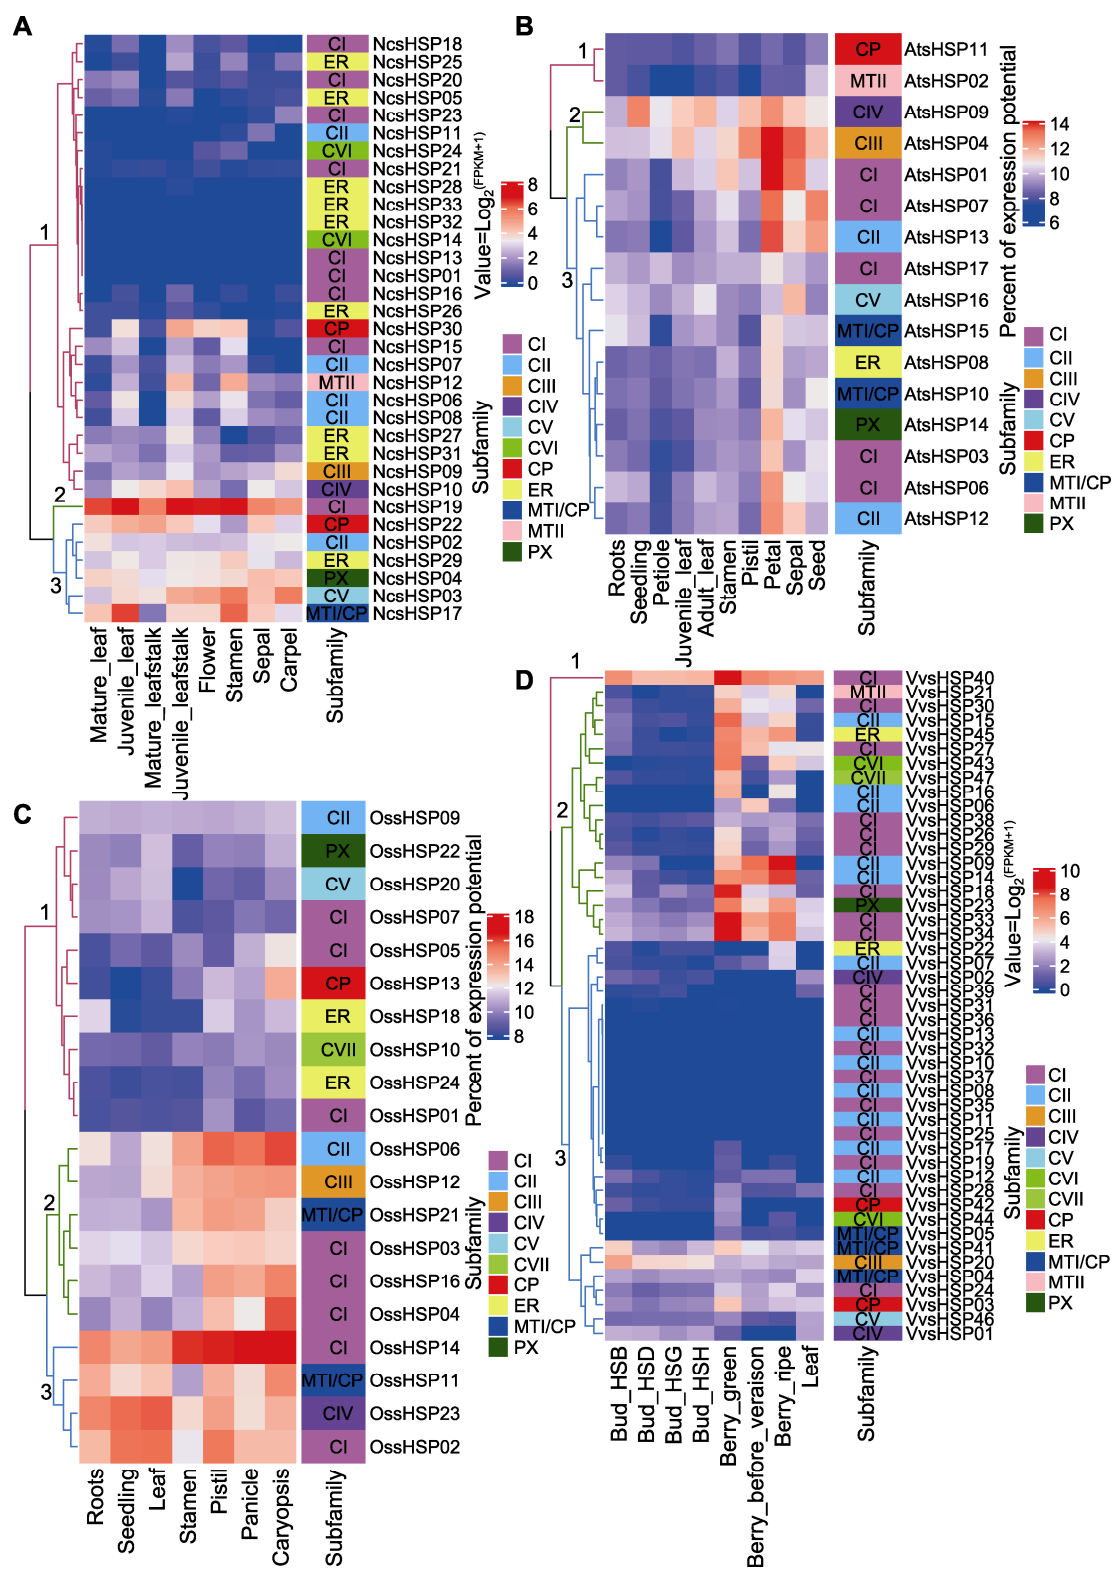 A
CI NcsHSP18
ER NcsHSP25
CI NcsHSP20
ER NcsHSP05
CI NcsHSP23
CII NcsHSP11
CVI NcsHSP24
CI NcsHSP21
ER NcsHSP28
ER NcsHSP33
ER NcsHSP32
CVI NcsHSP14
CI NcsHSP13
CI NcsHSP01
CI NcsHSP16
ER NcsHSP26
CP NcsHSP30
CI NcsHSP15
CII NcsHSP07
MTII NcsHSP12
CII NcsHSP06
CII NcsHSP08
ER NcsHSP27
ER NcsHSP31
CIII NcsHSP09
CIV NcsHSP10
CI NcsHSP19
CP NcsHSP22
CII NcsHSP02
ER NcsHSP29
PX NcsHSP04
CV NcsHSP03
MTI/CP NcsHSP17
1
2
3
Mature_leaf
Juvenile_leaf
Mature_leafstalk
Juvenile_leafstalk
Flower
Stamen
Sepal
Carpel
Subfamily
Value=Log2(FPKM+1)
8
6
4
2
0
Subfamily
CI
CII
CIII
CIV
CV
CVI
CP
ER
MTI/CP
MTII
PX
B
1
2
3
CP AtsHSP11
MTII AtsHSP02
CIV AtsHSP09
CIII AtsHSP04
CI AtsHSP01
CI AtsHSP07
CII AtsHSP13
CI AtsHSP17
CV AtsHSP16
MTI/CP AtsHSP15
ER AtsHSP08
MTI/CP AtsHSP10
PX AtsHSP14
CI AtsHSP03
CI AtsHSP06
CII AtsHSP12
Roots
Seedling
Petiole
Juvenile_leaf
Adult_leaf
Stamen
Pistil
Petal
Sepal
Seed
Subfamily
Percent of expression potential
14
12
10
8
6
Subfamily
CI
CII
CIII
CIV
CV
CP
ER
MTI/CP
MTII
PX
C
1
2
3
CII OssHSP09
PX OssHSP22
CV OssHSP20
CI OssHSP07
CI OssHSP05
CP OssHSP13
ER OssHSP18
CVII OssHSP10
ER OssHSP24
CI OssHSP01
CII OssHSP06
CIII OssHSP12
MTI/CP OssHSP21
CI OssHSP03
CI OssHSP16
CI OssHSP04
CI OssHSP14
MTI/CP OssHSP11
CIV OssHSP23
CI OssHSP02
Roots
Seedling
Leaf
Stamen
Pistil
Panicle
Caryopsis
Subfamily
Percent of expression potential
18
16
14
12
10
8
Subfamily
CI
CII
CIII
CIV
CV
CVII
CP
ER
MTI/CP
PX
D
1
2
3
CI VvsHSP40
MTII VvsHSP21
CI VvsHSP30
CII VvsHSP15
ER VvsHSP45
CI VvsHSP27
CVI VvsHSP43
CVII VvsHSP47
CII VvsHSP16
CII VvsHSP06
CI VvsHSP38
CI VvsHSP26
CI VvsHSP29
CII VvsHSP09
CII VvsHSP14
CI VvsHSP18
PX VvsHSP23
CI VvsHSP33
CI VvsHSP34
ER VvsHSP22
CII VvsHSP07
CIV VvsHSP02
CI VvsHSP39
CI VvsHSP31
CI VvsHSP36
CII VvsHSP13
CI VvsHSP32
CII VvsHSP10
CI VvsHSP37
CII VvsHSP08
CI VvsHSP35
CII VvsHSP11
CI VvsHSP25
CII VvsHSP17
CI VvsHSP19
CII VvsHSP12
CI VvsHSP28
CP VvsHSP42
CVI VvsHSP44
MTI/CP VvsHSP05
MTI/CP VvsHSP41
CIII VvsHSP20
MTI/CP VvsHSP04
CI VvsHSP24
CP VvsHSP03
CV VvsHSP46
CIV VvsHSP01
Bud_HSB
Bud_HSD
Bud_HSG
Bud_HSH
Berry_green
Berry_before_veraison
Berry_ripe
Leaf
Subfamily
Value=Log2(FPKM+1)
10
8
6
4
2
0
Subfamily
CI
CII
CIII
CIV
CV
CVI
CVII
CP
ER
MTI/CP
MTII
PX